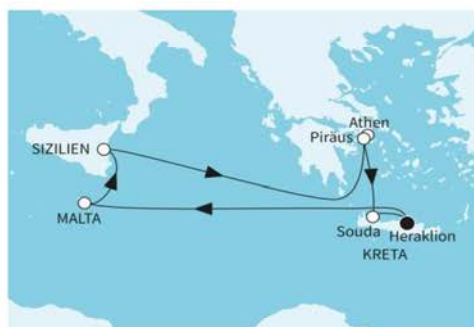 Athen
Piräus
SIZILIEN
MALTA
Souda
Heraklion
KRETA